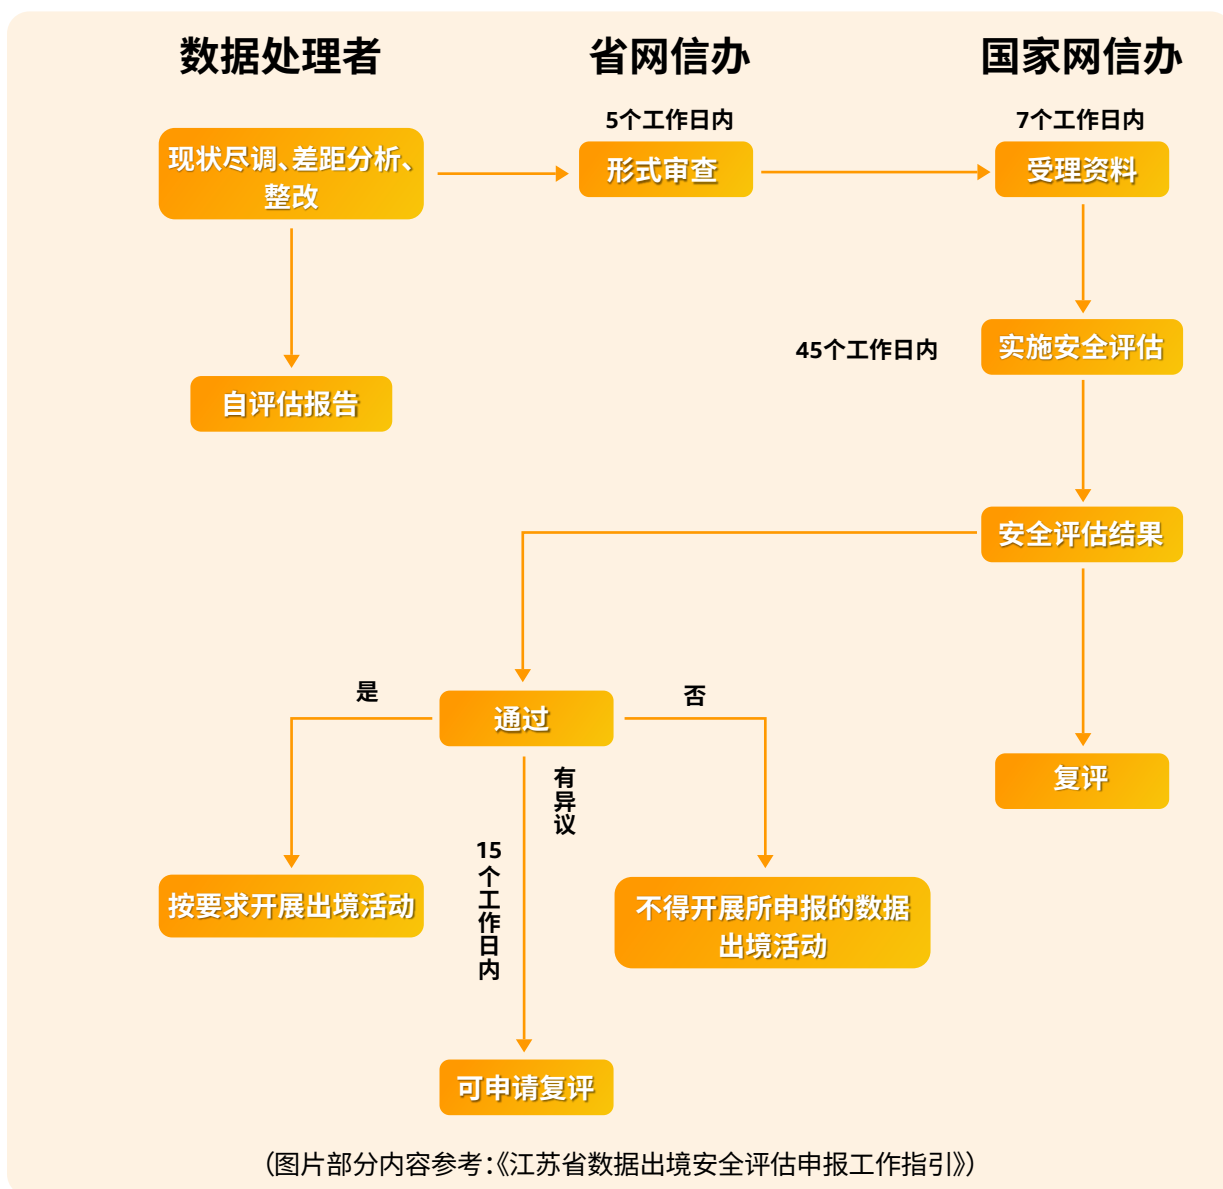 数据处理者
省网信办
国家网信办
5个工作日内
7个工作日内
现状尽调、差距分析、
整改
形式审查
受理资料
45个工作日内
实施安全评估
自评估报告
安全评估结果
是
通过
否
有异议
复评
15个工作日内
按要求开展出境活动
不得开展所申报的数据
出境活动
可申请复评
(图片部分内容参考:《江苏省数据出境安全评估申报工作指引》)